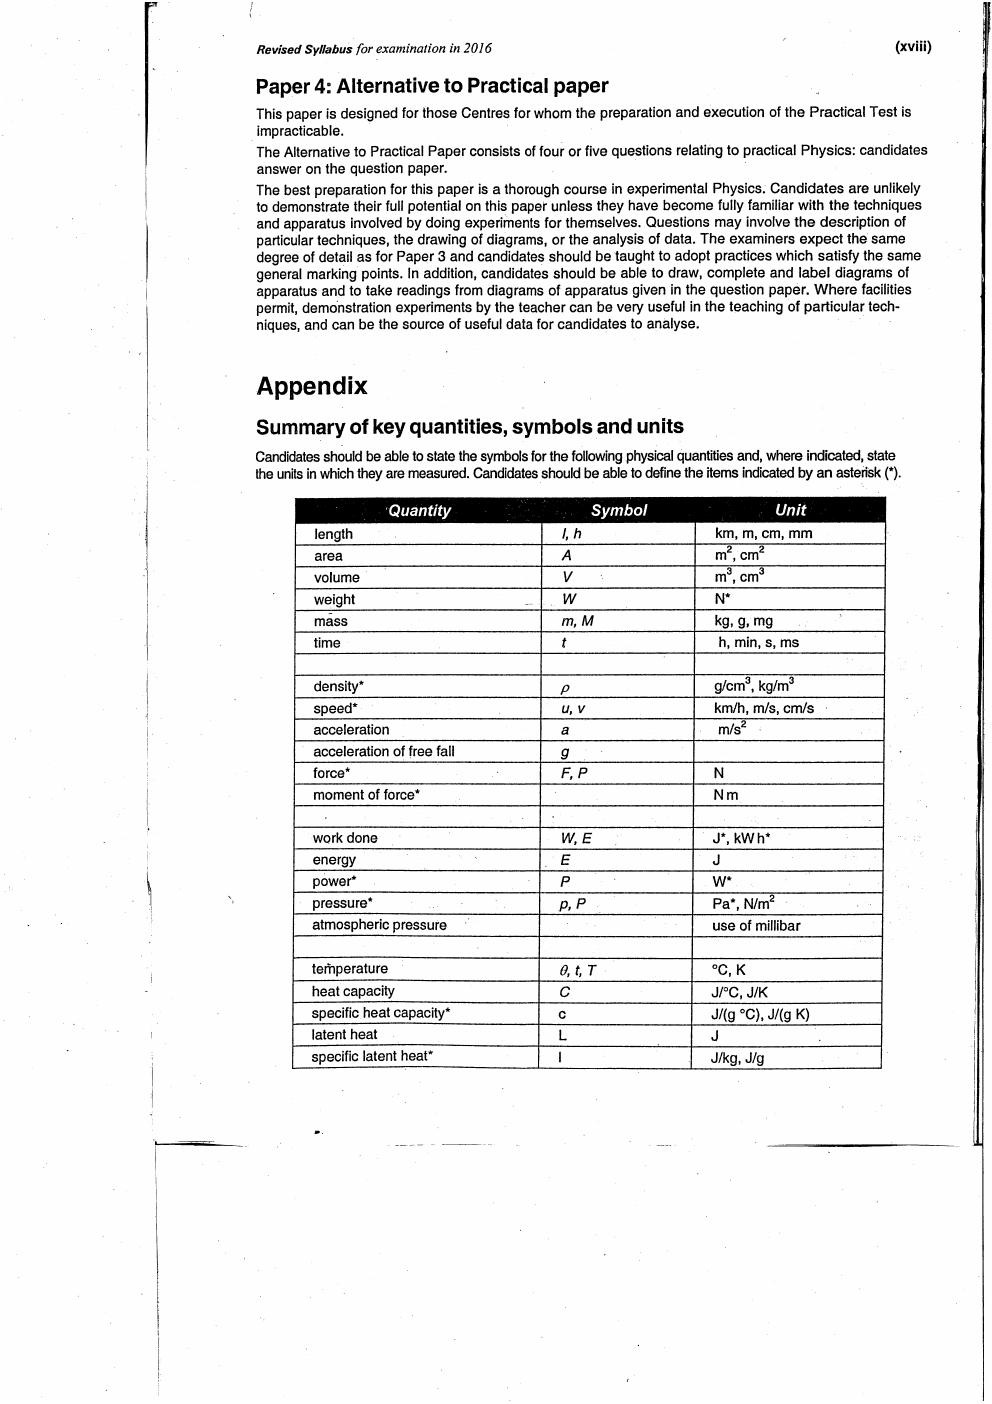 Revised Syllabus for examination in 2016 (xviii)
Paper 4: Alternative to Practical paper
This paper is designed for those Centres for whom the preparation and execution of the Practical Test is
impracticable.
The Alternative to Practical Paper consists of four or five questions relating to practical Physics: candidates
answer on the question paper.
The best preparation for this paper is a thorough course in experimental Physics. Candidates are unlikely
to demonstrate their full potential on this paper unless they have become fully familiar with the techniques
and apparatus involved by doing experiments for themselves. Questions may involve the description of
particular techniques, the drawing of diagrams, or the analysis of data. The examiners expect the same
degree of detail as for Paper 3 and candidates should be taught to adopt practices which satisfy the same
general marking points. In addition, candidates should be able to draw, complete and label diagrams of
apparatus and to take readings from diagrams of apparatus given in the question paper. Where facilities
permit, demonstration experiments by the teacher can be very useful in the teaching of particular tech-
niques, and can be the source of useful data for candidates to analyse.
Appendix
Summary of key quantities, symbols and units
Candidates should be able to state the symbols for the following physical quantities and, where indicated, state
the units in which they are measured. Candidates should be able to define the items indicated by an asterisk (*).
Quantity Symbol Unit
length l, h km, m, cm, mm
area A m², cm²
volume V m³, cm³
weight W N*
mass m, M kg, g, mg
time t h, min, s, ms
density* ρ g/cm³, kg/m³
speed* u, v km/h, m/s, cm/s
acceleration a m/s²
acceleration of free fall g
force* F, P N
moment of force* N m
work done W, E J*, kW h*
energy E J
power* P W*
pressure* p, P Pa*, N/m²
atmospheric pressure use of millibar
temperature θ, t, T °C, K
heat capacity C J/°C, J/K
specific heat capacity* c J/(g °C), J/(g K)
latent heat L J
specific latent heat* l J/kg, J/g